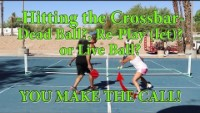 Hitting the Crossbar
Dead Ball?, Re-Play (let)?
or Live Ball?
YOU MAKE THE CALL!